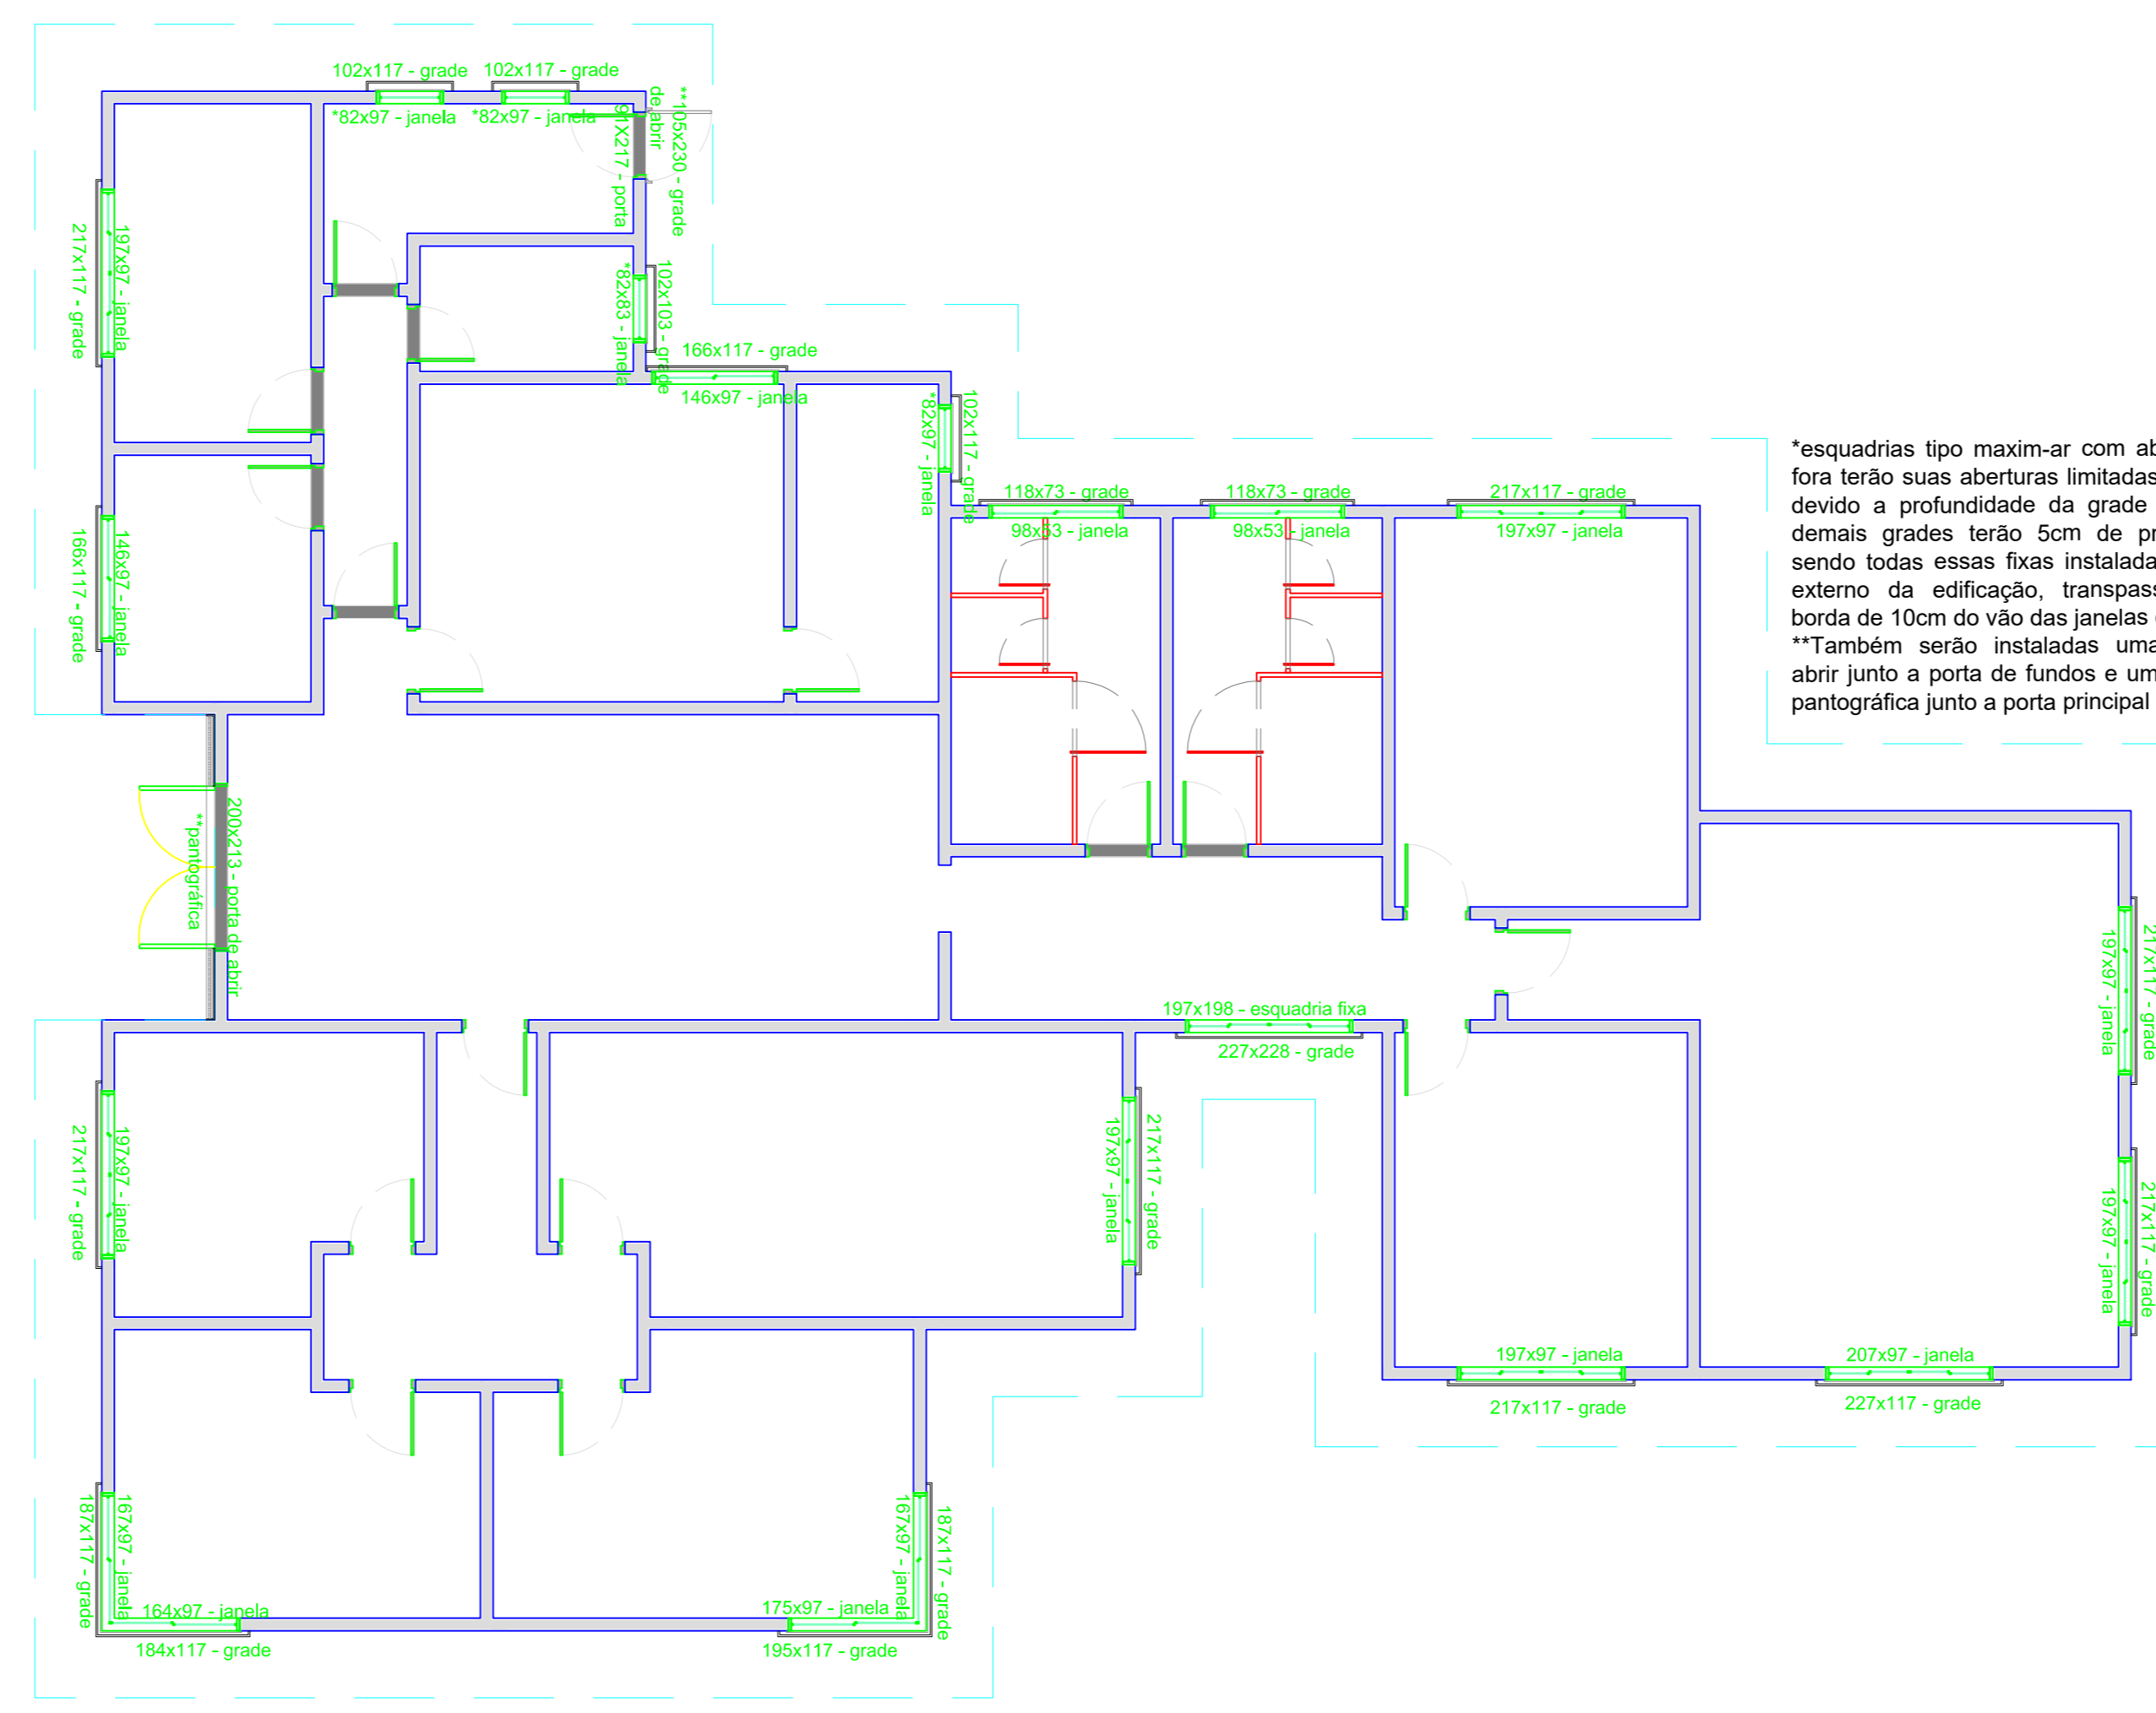 102x117 - grade
102x117 - grade
*82x97 - janela
*82x97 - janela
91X217 - porta
de abrir
**105x230 - grade
217x117 - grade
197x97 - janela
*82x83 - janela
102x103 - grade
166x117 - grade
146x97 - janela
*82x97 - janela
102x117 - grade
118x73 - grade
98x53 - janela
118x73 - grade
98x53 - janela
217x117 - grade
197x97 - janela
*esquadrias tipo maxim-ar com ab
fora terão suas aberturas limitadas
devido a profundidade da grade
demais grades terão 5cm de pr
sendo todas essas fixas instalada
externo da edificação, transpass
borda de 10cm do vão das janelas
**Também serão instaladas uma
abrir junto a porta de fundos e um
pantográfica junto a porta principal
166x117 - grade
146x97 - janela
**pantográfica
200x213 - porta de abrir
197x198 - esquadria fixa
227x228 - grade
197x97 - janela
217x117 - grade
217x117 - grade
197x97 - janela
197x97 - janela
217x117 - grade
197x97 - janela
217x117 - grade
197x97 - janela
217x117 - grade
207x97 - janela
227x117 - grade
187x117 - grade
167x97 - janela
164x97 - janela
184x117 - grade
175x97 - janela
195x117 - grade
167x97 - janela
187x117 - grade